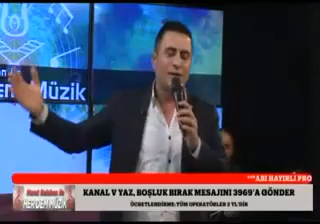 Müzik
***ABI HAYIRLI PRO
HERDEM MÜZİK
KANAL V YAZ, BOŞLUK BIRAK MESAJINI 3969'A GÖNDER
ÜCRETLENDİRME:TÜM OPERATÖRLER 2 TL'DİR